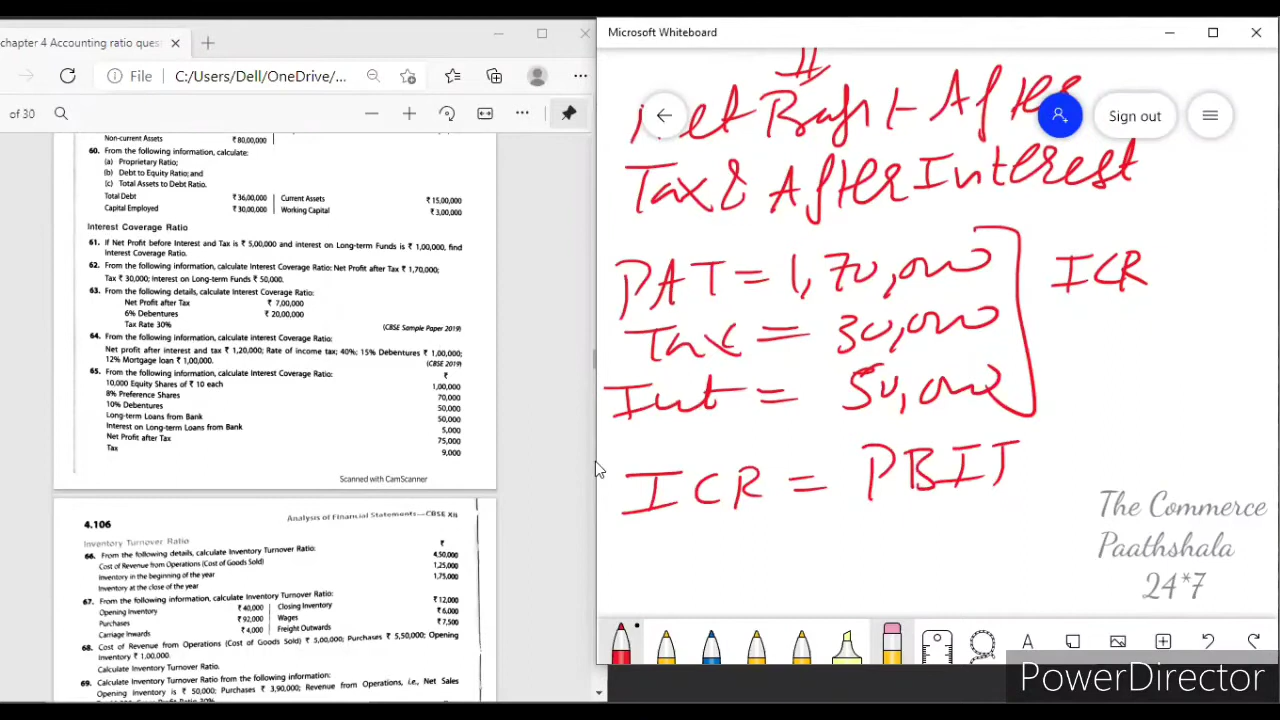 chapter 4 Accounting ratio ques
File C:/Users/Dell/OneDrive/...
of 30
Non-current Assets ₹ 80,00,000
60. From the following information, calculate:
(a) Proprietary Ratio;
(b) Debt to Equity Ratio; and
(c) Total Assets to Debt Ratio.
Total Debt ₹ 36,00,000 Current Assets ₹ 15,00,000
Capital Employed ₹ 30,00,000 Working Capital ₹ 3,00,000
Interest Coverage Ratio
61. If Net Profit before Interest and Tax is ₹ 5,00,000 and interest on Long-term Funds is ₹ 1,00,000, find
Interest Coverage Ratio.
62. From the following information, calculate Interest Coverage Ratio: Net Profit after Tax ₹ 1,70,000;
Tax ₹ 30,000; Interest on Long-term Funds ₹ 50,000.
63. From the following details, calculate Interest Coverage Ratio:
Net Profit after Tax ₹ 7,00,000
6% Debentures ₹ 20,00,000
Tax Rate 30% (CBSE Sample Paper 2019)
64. From the following information, calculate Interest Coverage Ratio:
Net profit after interest and tax ₹ 1,20,000; Rate of income tax; 40%; 15% Debentures ₹ 1,00,000;
12% Mortgage loan ₹ 1,00,000. (CBSE 2019)
65. From the following, calculate Interest Coverage Ratio: ₹
10,000 Equity Shares of ₹ 10 each 1,00,000
8% Preference Shares 70,000
10% Debentures 50,000
Long-term Loans from Bank 50,000
Interest on Long-term Loans from Bank 5,000
Net Profit after Tax 75,000
Tax 9,000
Scanned with CamScanner
4.106 Analysis of Financial Statements—CBSE XII
Inventory Turnover Ratio
66. From the following details, calculate Inventory Turnover Ratio: ₹
Cost of Revenue from Operations (Cost of Goods Sold) 4,50,000
Inventory in the beginning of the year 1,25,000
Inventory at the close of the year 1,75,000
67. From the following information, calculate Inventory Turnover Ratio:
Opening Inventory ₹ 40,000 Closing Inventory ₹ 12,000
Purchases ₹ 92,000 Wages ₹ 6,000
Carriage Inwards ₹ 4,000 Freight Outwards ₹ 7,500
68. Cost of Revenue from Operations (Cost of Goods Sold) ₹ 5,00,000; Purchases ₹ 5,50,000; Opening
Inventory ₹ 1,00,000.
Calculate Inventory Turnover Ratio.
69. Calculate Inventory Turnover Ratio from the following information:
Opening Inventory is ₹ 50,000; Purchases ₹ 3,90,000; Revenue from Operations, i.e., Net Sales
Microsoft Whiteboard
Sign out
Net Profit After
Tax & After Interest
PAT = 1,70,000
Tax = 30,000
Int = 50,000
ICR
ICR = PBIT
The Commerce
Paathshala
24*7
PowerDirector